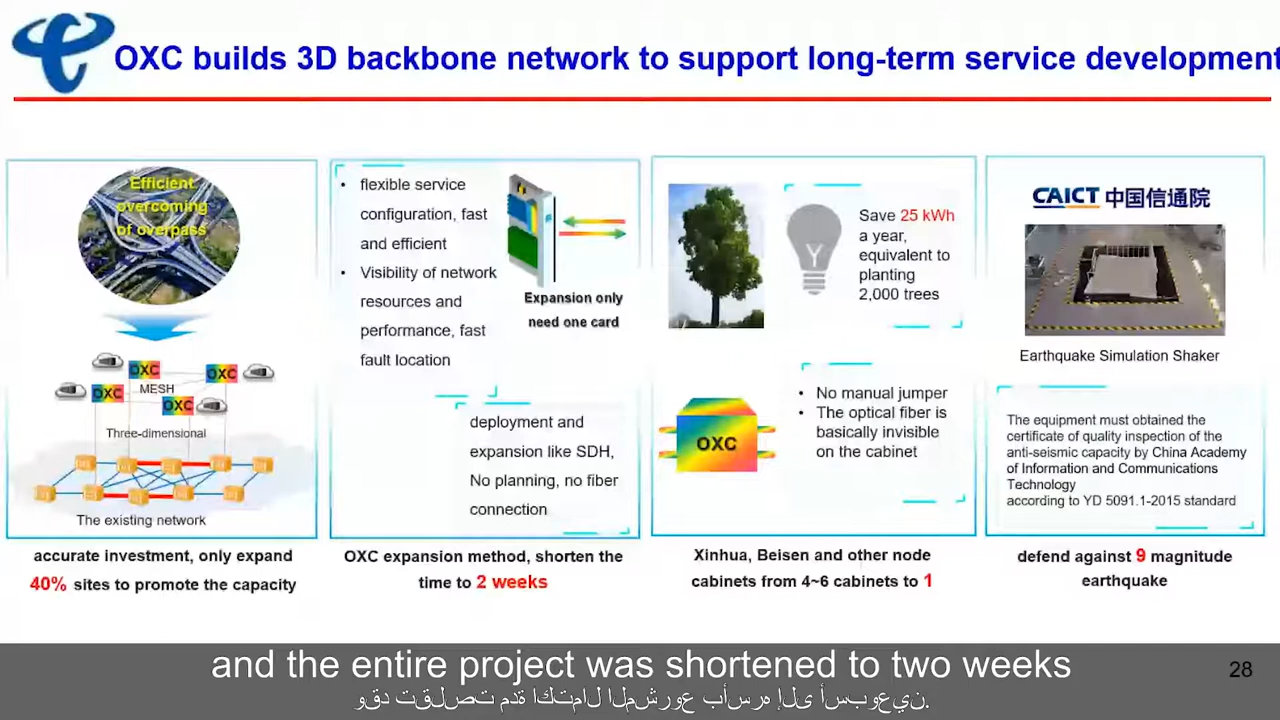 OXC builds 3D backbone network to support long-term service development
Efficient
overcoming
of overpass
OXC
OXC
MESH
OXC
OXC
Three-dimensional
The existing network
accurate investment, only expand
40% sites to promote the capacity
• flexible service
configuration, fast
and efficient
• Visibility of network
resources and
performance, fast
fault location
Expansion only
need one card
deployment and
expansion like SDH,
No planning, no fiber
connection
OXC expansion method, shorten the
time to 2 weeks
Save 25 kWh
a year,
equivalent to
planting
2,000 trees
OXC
• No manual jumper
• The optical fiber is
basically invisible
on the cabinet
Xinhua, Beisen and other node
cabinets from 4~6 cabinets to 1
CAICT 中国信通院
Earthquake Simulation Shaker
The equipment must obtained the
certificate of quality inspection of the
anti-seismic capacity by China Academy
of Information and Communications
Technology
according to YD 5091.1-2015 standard
defend against 9 magnitude
earthquake
and the entire project was shortened to two weeks
28
وقد تقلصت مدة اكتمال المشروع بأسره إلى أسبوعين.